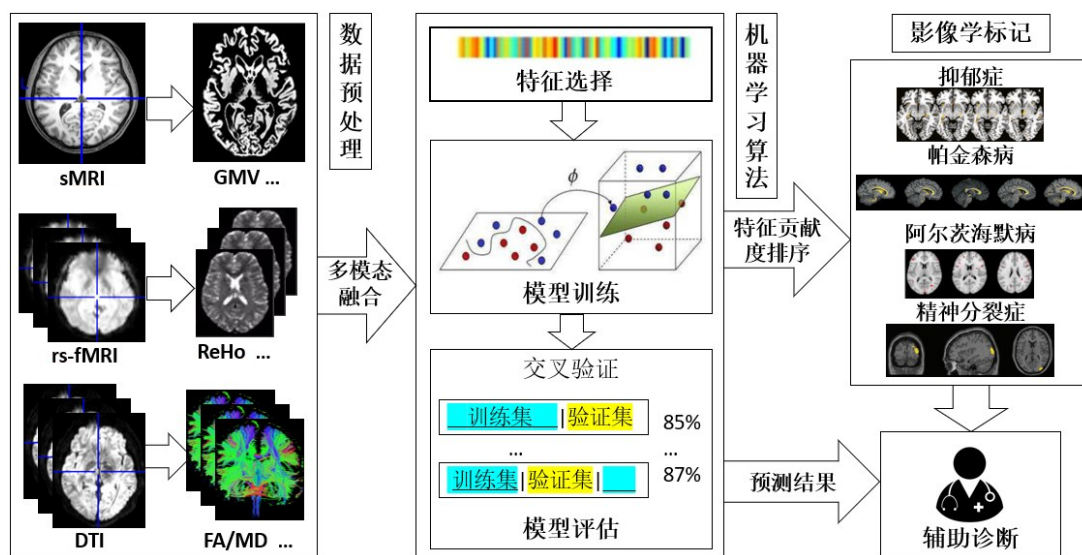 sMRI
GMV ...
rs-fMRI
ReHo ...
DTI
FA/MD ...
数据预处理
多模态
融合
特征选择
ϕ
模型训练
交叉验证
训练集|验证集
85%
...
...
训练集|验证集|
87%
模型评估
机器学习算法
特征贡献
度排序
预测结果
影像学标记
抑郁症
帕金森病
阿尔茨海默病
精神分裂症
辅助诊断